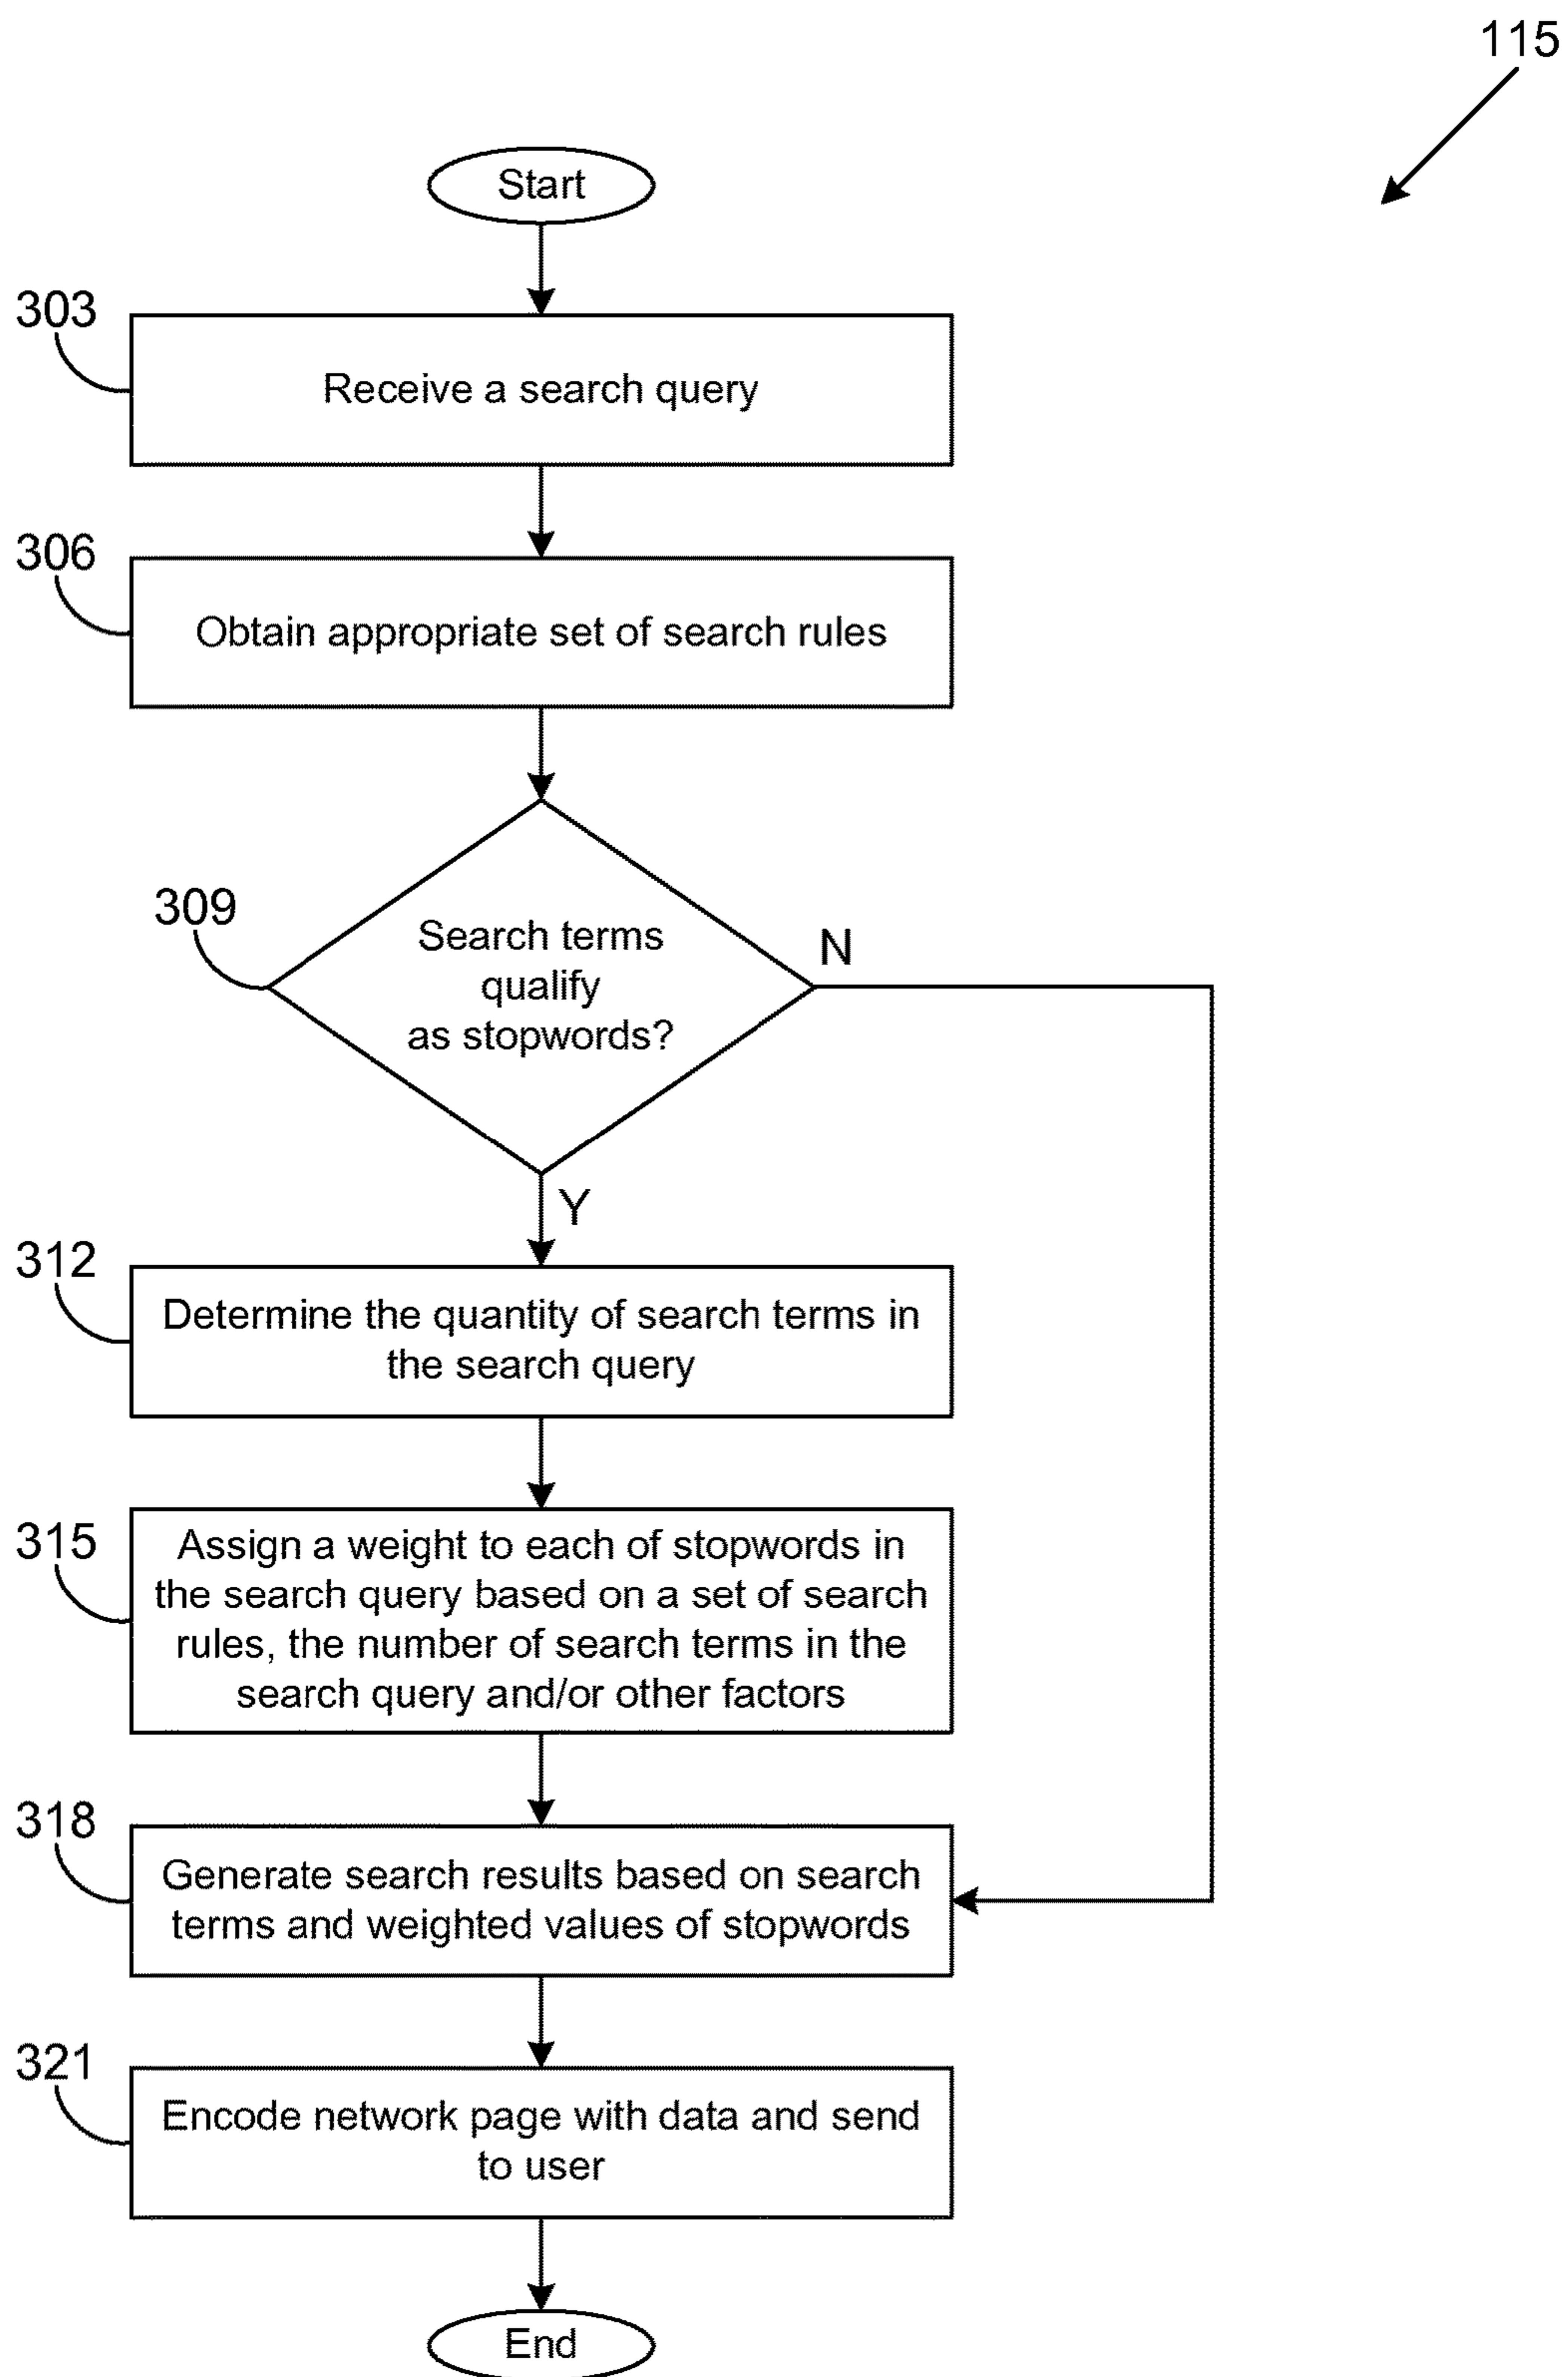 115
Start
303
Receive a search query
306
Obtain appropriate set of search rules
309
Search terms
qualify
as stopwords?
N
Y
312
Determine the quantity of search terms in
the search query
315
Assign a weight to each of stopwords in
the search query based on a set of search
rules, the number of search terms in the
search query and/or other factors
318
Generate search results based on search
terms and weighted values of stopwords
321
Encode network page with data and send
to user
End